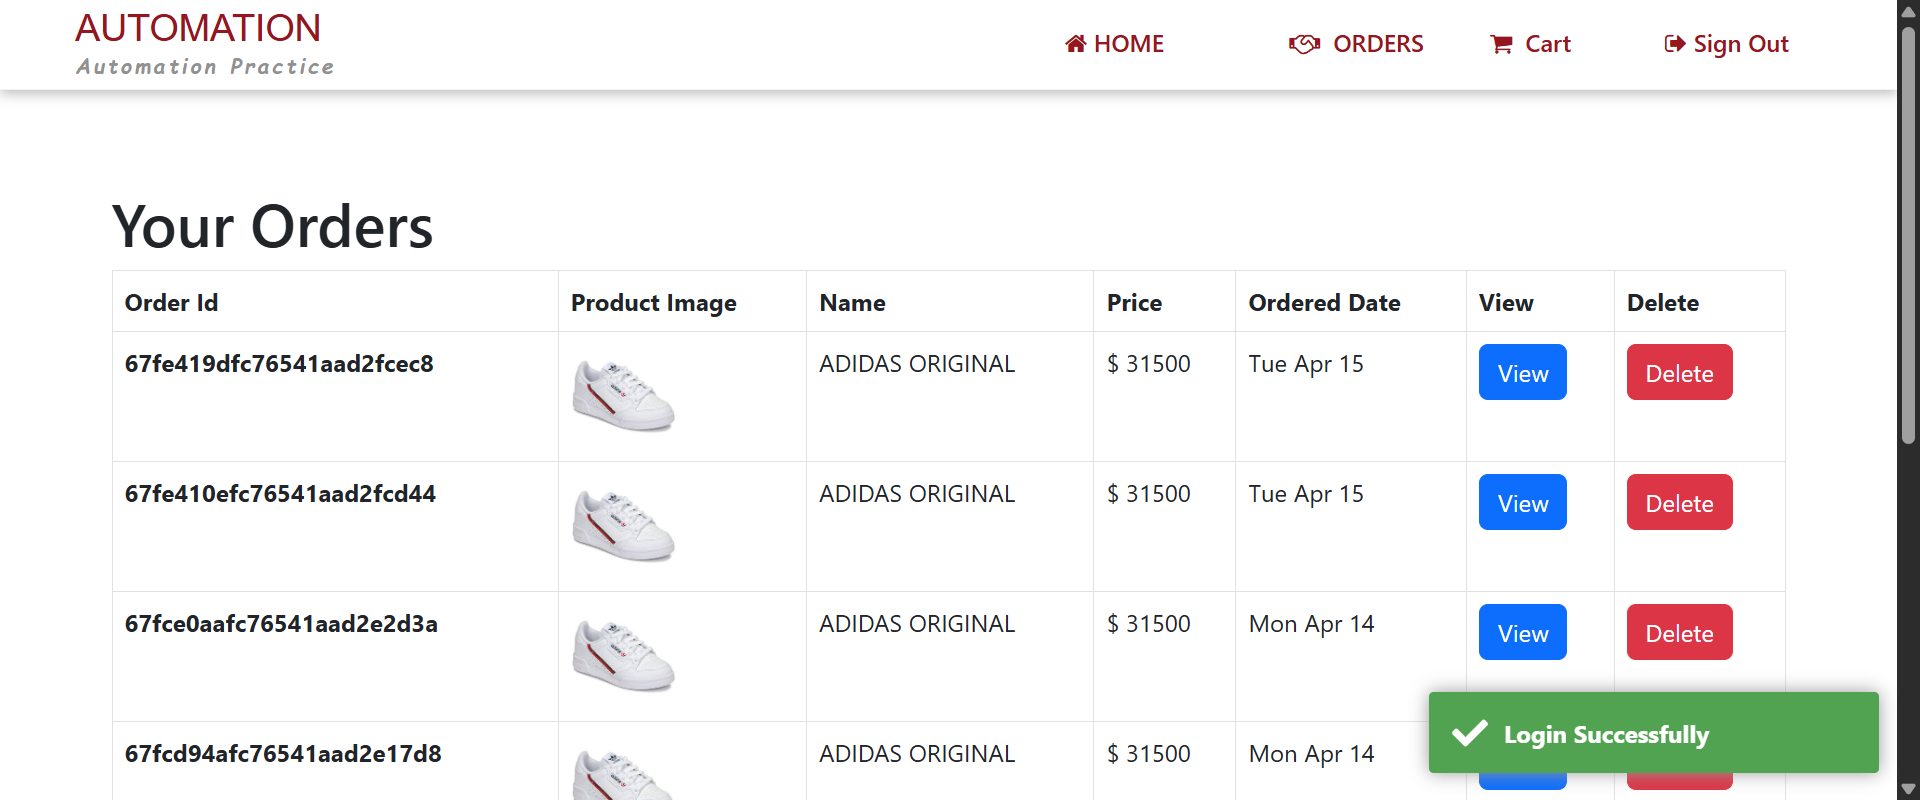 AUTOMATION
Automation Practice
HOME ORDERS Cart Sign Out
Your Orders
Order Id Product Image Name Price Ordered Date View Delete
67fe419dfc76541aad2fcec8 ADIDAS ORIGINAL $ 31500 Tue Apr 15 View Delete
67fe410efc76541aad2fcd44 ADIDAS ORIGINAL $ 31500 Tue Apr 15 View Delete
67fce0aafc76541aad2e2d3a ADIDAS ORIGINAL $ 31500 Mon Apr 14 View Delete
67fcd94afc76541aad2e17d8 ADIDAS ORIGINAL $ 31500 Mon Apr 14
Login Successfully